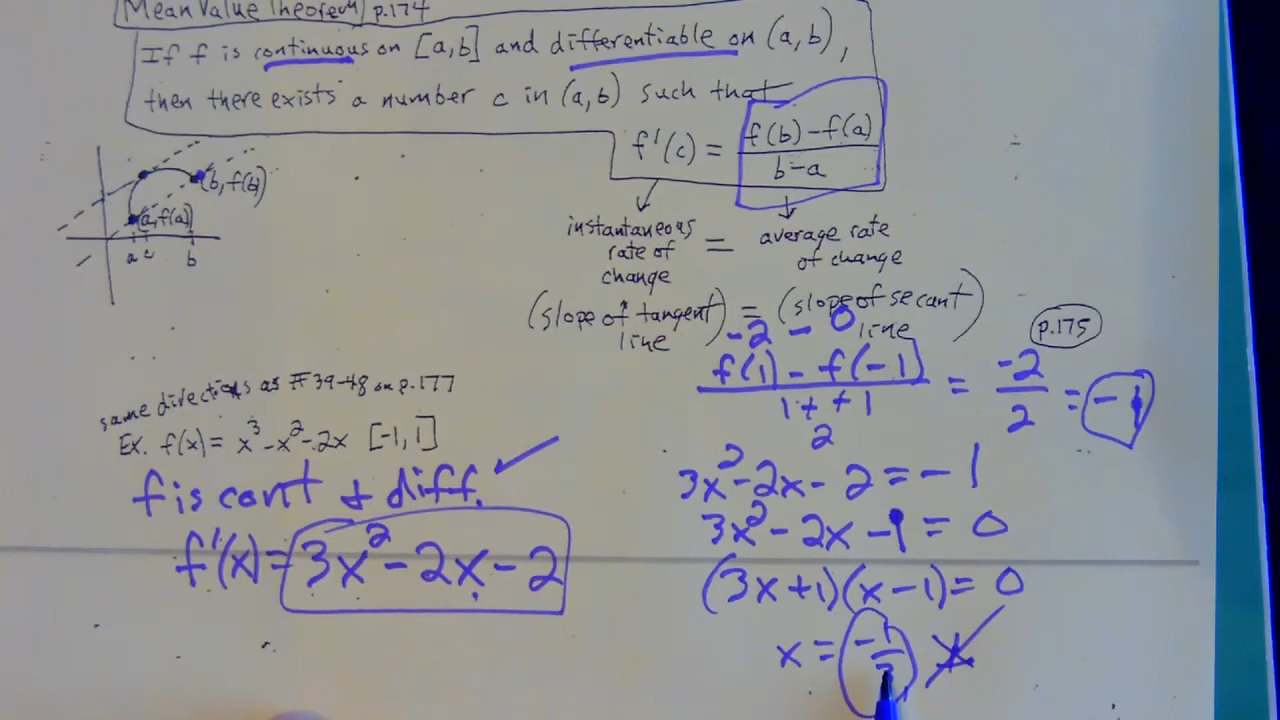 Mean Value Theorem p.174
If f is continuous on [a,b] and differentiable on (a,b),
then there exists a number c in (a,b) such that
f'(c) = f(b)-f(a) / b-a
(b, f(b))
(a, f(a))
a c b
instantaneous rate of change = average rate of change
(slope of tangent line) = (slope of secant line)
p.175
-2 - 0
f(1) - f(-1) / 1 + +1 = -2 / 2 = -1
2
same directions as #39-48 on p.177
Ex. f(x) = x³-x²-2x [-1,1]
f is cont & diff. ✓
f'(x) = 3x²-2x-2
3x²-2x-2 = -1
3x²-2x-1 = 0
(3x+1)(x-1) = 0
x = -1/3